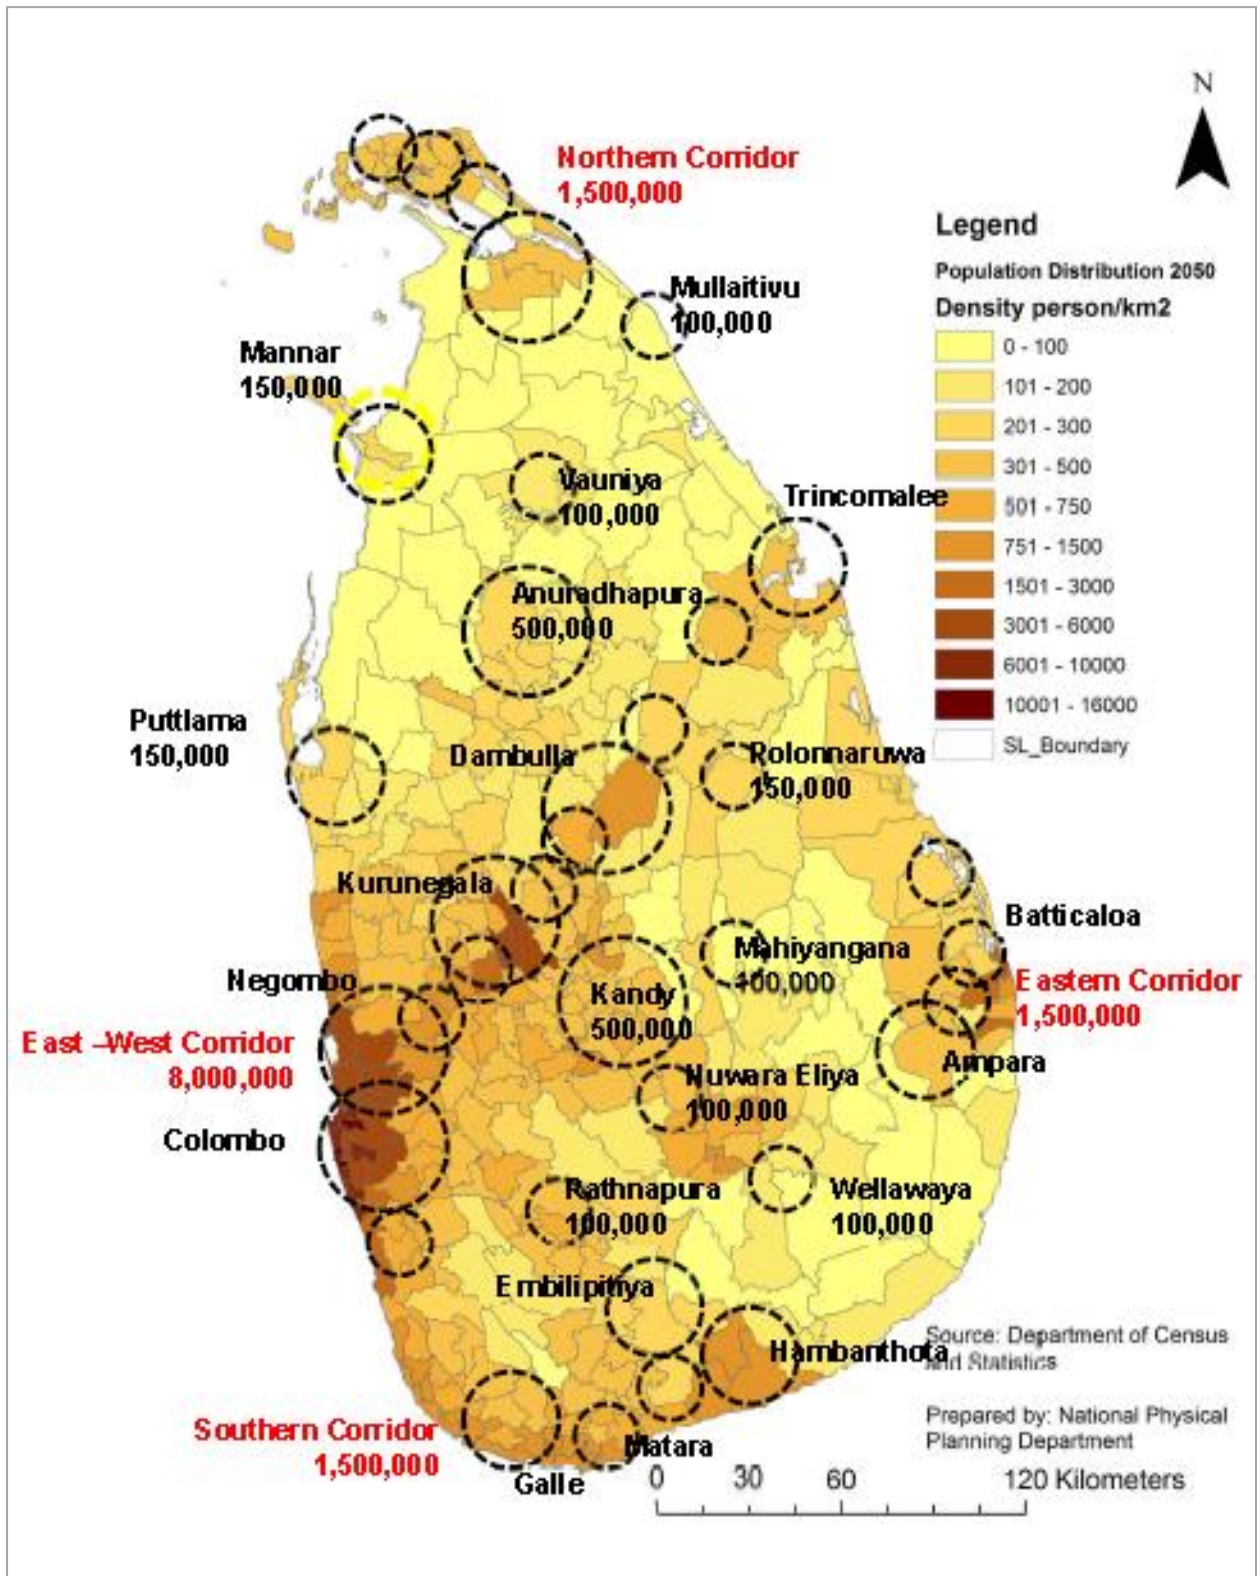 N
Northern Corridor
1,500,000
Legend
Population Distribution 2050
Density person/km2
0 - 100
101 - 200
201 - 300
301 - 500
501 - 750
751 - 1500
1501 - 3000
3001 - 6000
6001 - 10000
10001 - 16000
SL_Boundary
Mullaitivu
100,000
Mannar
150,000
Vauniya
100,000
Trincomalee
Anuradhapura
500,000
Puttlama
150,000
Dambulla
Rolonnaruwa
150,000
Kurunegala
Batticaloa
Mahiyangana
100,000
Negombo
Eastern Corridor
1,500,000
Kandy
500,000
East –West Corridor
8,000,000
Ampara
Nuwara Eliya
100,000
Colombo
Rathnapura
100,000
Wellawaya
100,000
Embilipitiya
Hambanthota
Source: Department of Census
and Statistics
Southern Corridor
1,500,000
Matara
Galle
Prepared by: National Physical
Planning Department
0 30 60 120 Kilometers